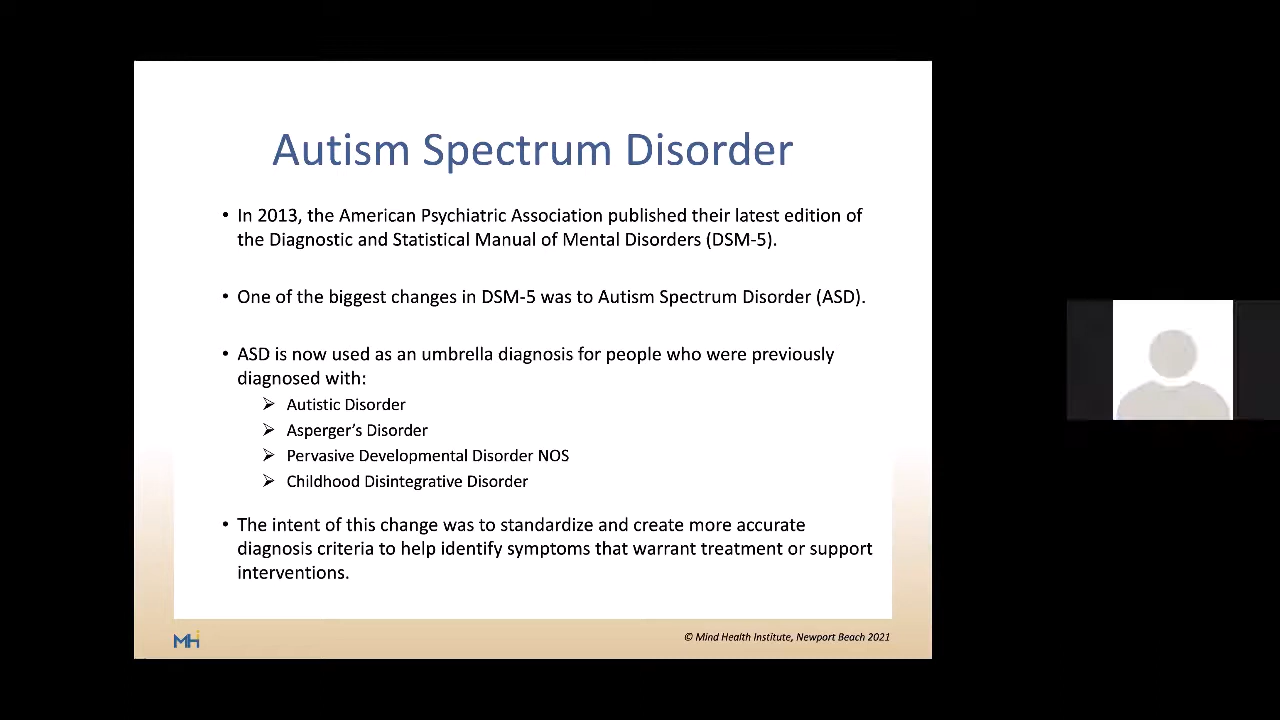 Autism Spectrum Disorder
• In 2013, the American Psychiatric Association published their latest edition of
the Diagnostic and Statistical Manual of Mental Disorders (DSM-5).
• One of the biggest changes in DSM-5 was to Autism Spectrum Disorder (ASD).
• ASD is now used as an umbrella diagnosis for people who were previously
diagnosed with:
➢ Autistic Disorder
➢ Asperger’s Disorder
➢ Pervasive Developmental Disorder NOS
➢ Childhood Disintegrative Disorder
• The intent of this change was to standardize and create more accurate
diagnosis criteria to help identify symptoms that warrant treatment or support
interventions.
MHi
© Mind Health Institute, Newport Beach 2021